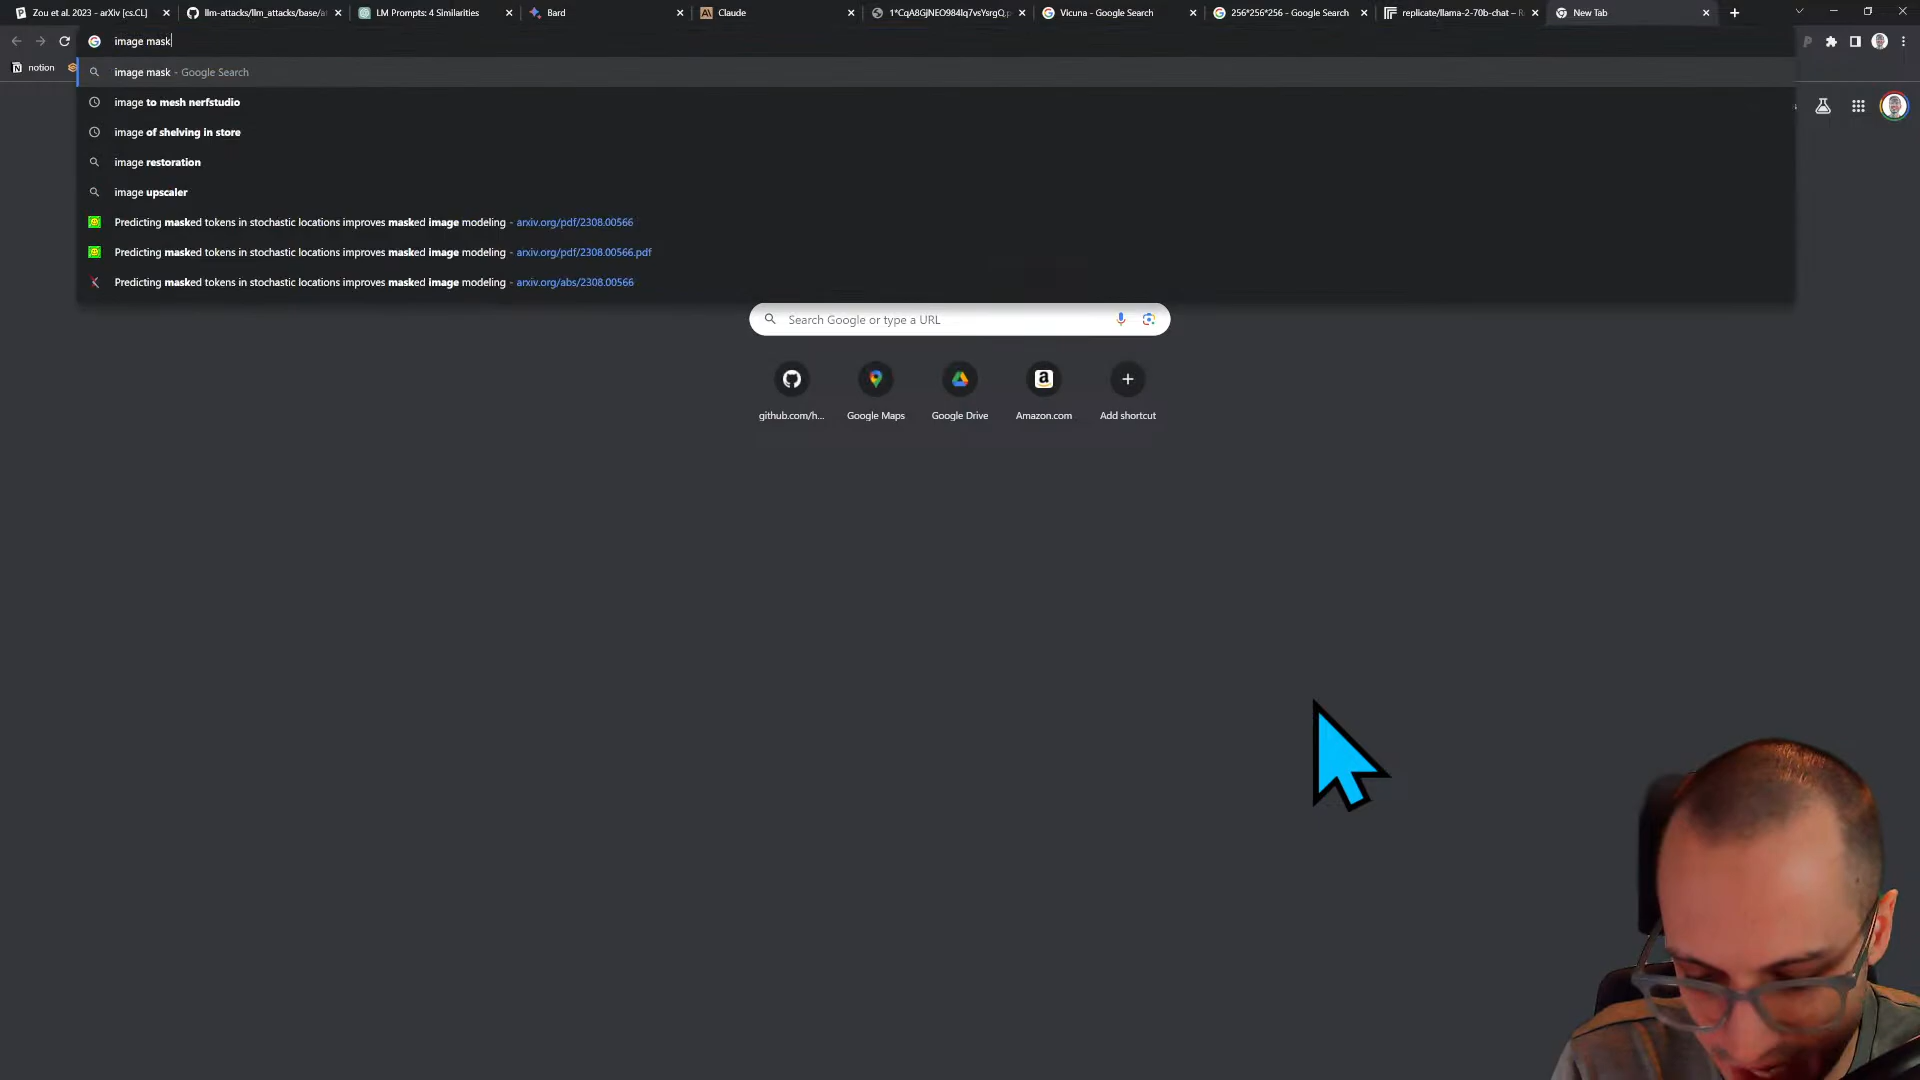 Zou et al. 2023 - arXiv [cs.CL]
llm-attacks/llm_attacks/base/a
LM Prompts: 4 Similarities
Bard
Claude
Vicuna - Google Search
256*256*256 - Google Search
replicate/llama-2-70b-chat – R
New Tab
image mask
notion
image mask - Google Search
image to mesh nerfstudio
image of shelving in store
image restoration
image upscaler
Predicting masked tokens in stochastic locations improves masked image modeling - arxiv.org/pdf/2308.00566
Predicting masked tokens in stochastic locations improves masked image modeling - arxiv.org/pdf/2308.00566.pdf
Predicting masked tokens in stochastic locations improves masked image modeling - arxiv.org/abs/2308.00566
Search Google or type a URL
github.com/h...
Google Maps
Google Drive
Amazon.com
Add shortcut